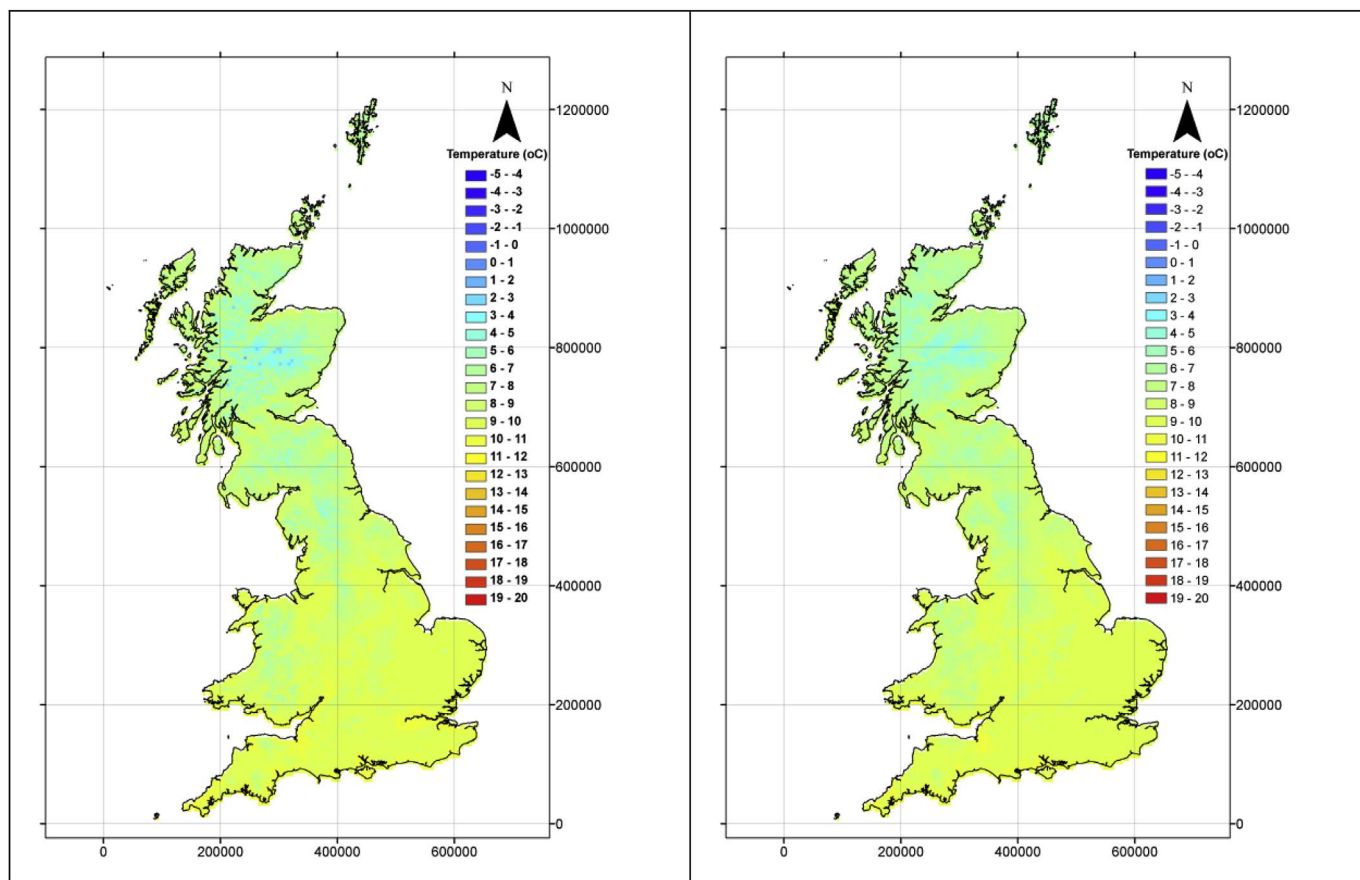 N
Temperature (oC)
-5 - -4
-4 - -3
-3 - -2
-2 - -1
-1 - 0
0 - 1
1 - 2
2 - 3
3 - 4
4 - 5
5 - 6
6 - 7
7 - 8
8 - 9
9 - 10
10 - 11
11 - 12
12 - 13
13 - 14
14 - 15
15 - 16
16 - 17
17 - 18
18 - 19
19 - 20
1200000
1000000
800000
600000
400000
200000
0
0 200000 400000 600000
N
Temperature (oC)
-5 - -4
-4 - -3
-3 - -2
-2 - -1
-1 - 0
0 - 1
1 - 2
2 - 3
3 - 4
4 - 5
5 - 6
6 - 7
7 - 8
8 - 9
9 - 10
10 - 11
11 - 12
12 - 13
13 - 14
14 - 15
15 - 16
16 - 17
17 - 18
18 - 19
19 - 20
1200000
1000000
800000
600000
400000
200000
0
0 200000 400000 600000